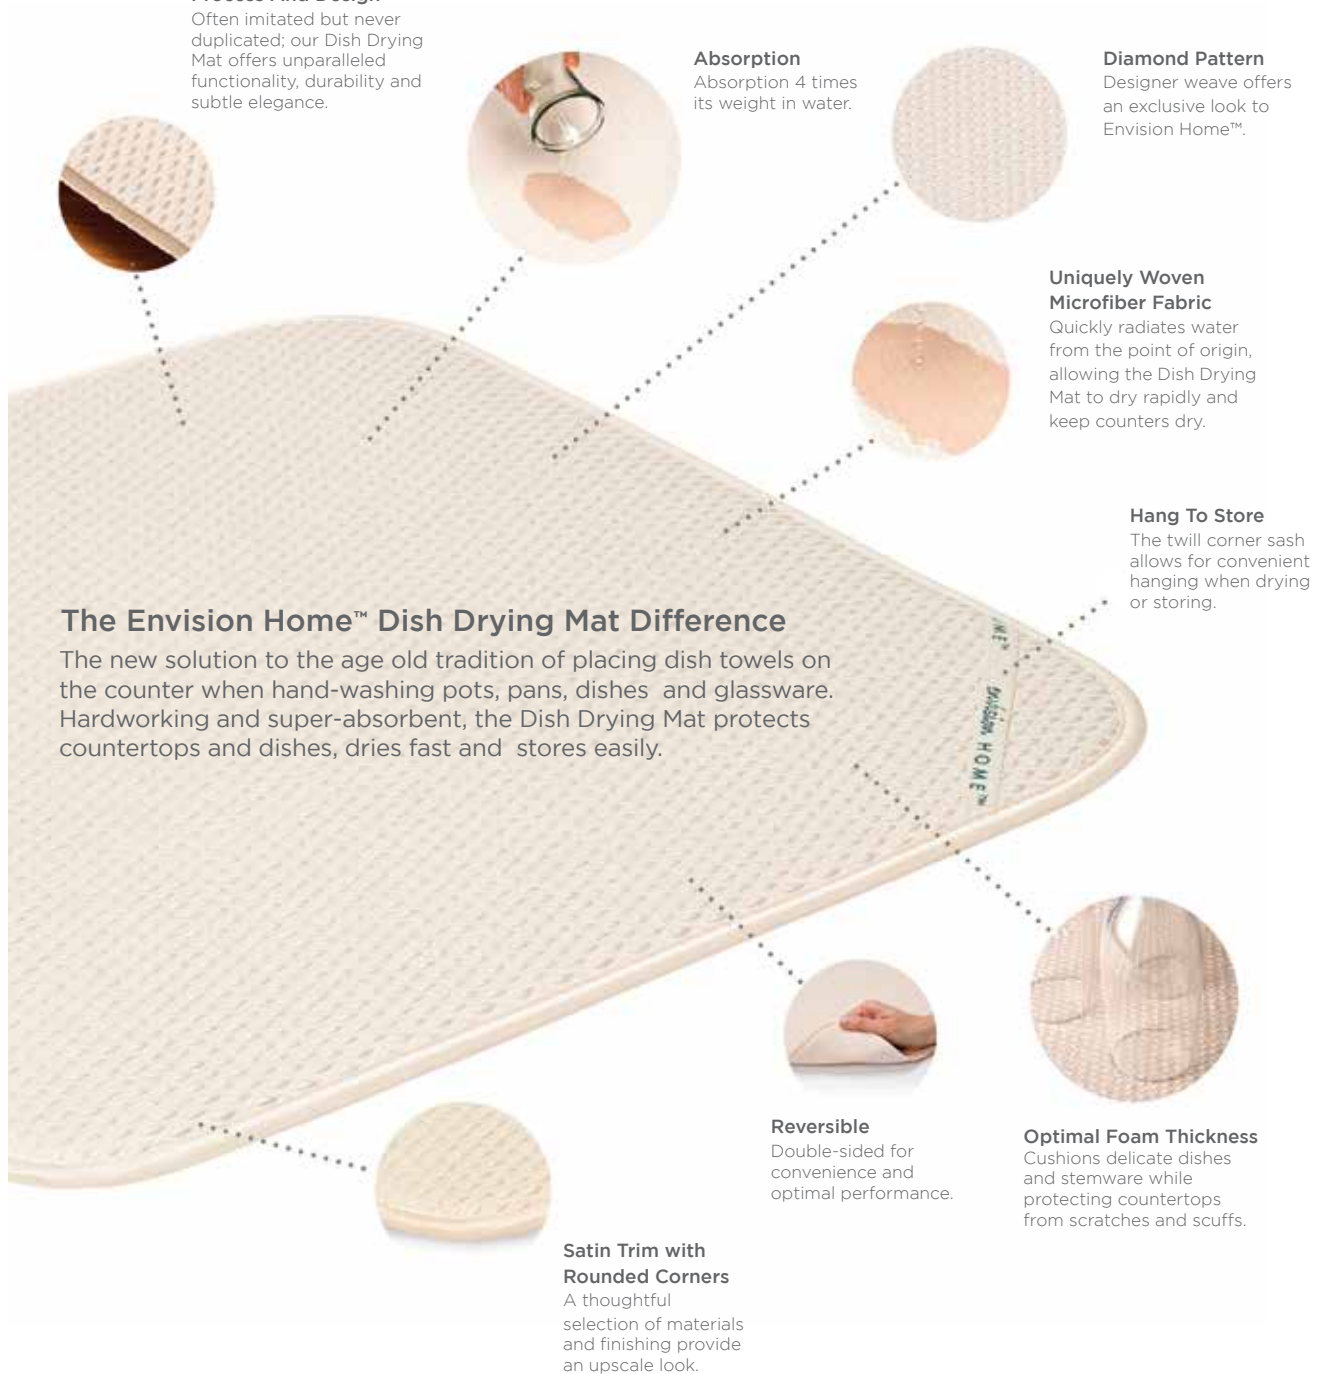 Process And Design
Often imitated but never
duplicated; our Dish Drying
Mat offers unparalleled
functionality, durability and
subtle elegance.
Absorption
Absorption 4 times
its weight in water.
Diamond Pattern
Designer weave offers
an exclusive look to
Envision Home™.
Uniquely Woven
Microfiber Fabric
Quickly radiates water
from the point of origin,
allowing the Dish Drying
Mat to dry rapidly and
keep counters dry.
Hang To Store
The twill corner sash
allows for convenient
hanging when drying
or storing.
The Envision Home™ Dish Drying Mat Difference
The new solution to the age old tradition of placing dish towels on
the counter when hand-washing pots, pans, dishes and glassware.
Hardworking and super-absorbent, the Dish Drying Mat protects
countertops and dishes, dries fast and stores easily.
ENVISION HOME™
Reversible
Double-sided for
convenience and
optimal performance.
Optimal Foam Thickness
Cushions delicate dishes
and stemware while
protecting countertops
from scratches and scuffs.
Satin Trim with
Rounded Corners
A thoughtful
selection of materials
and finishing provide
an upscale look.